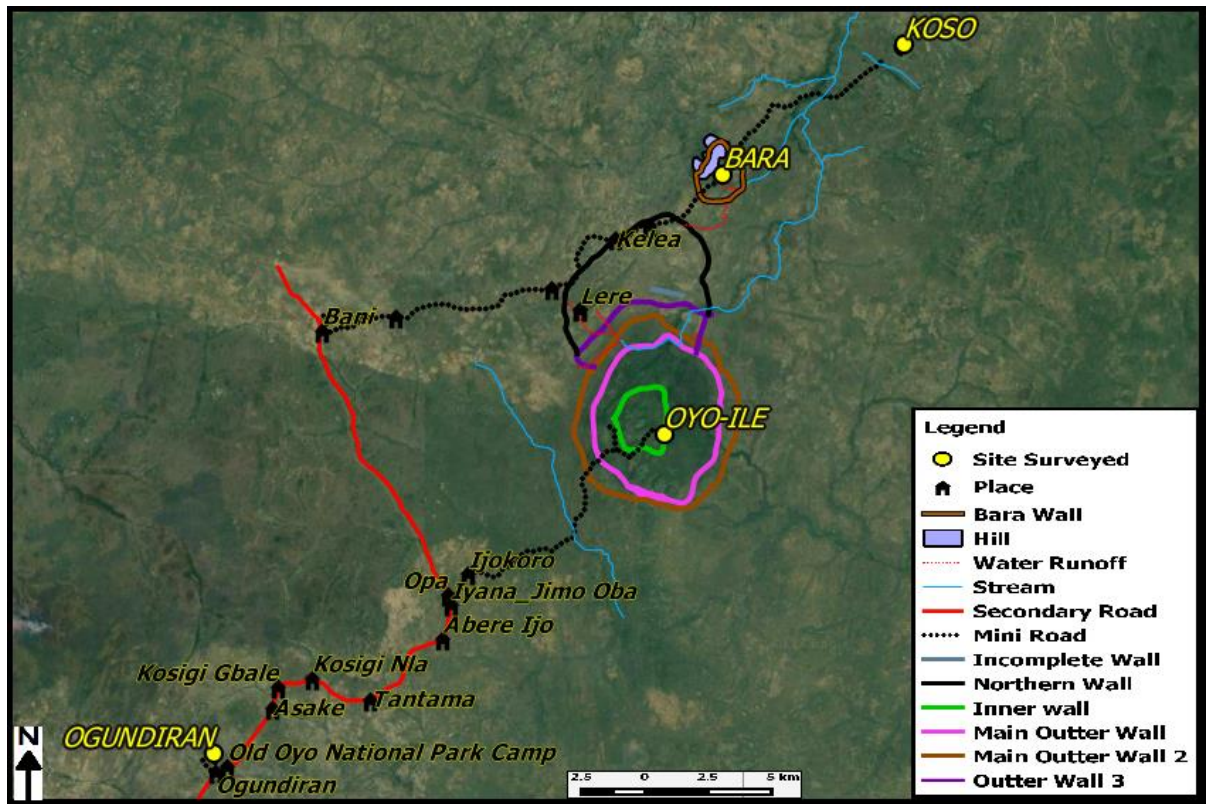 KOSO
BARA
Kelea
Lere
Bani
OYO-ILE
Ijokoro
Opa
Iyana_Jimo Oba
Abere Ijo
Kosigi Nla
Kosigi Gbale
Tantama
Asake
OGUNDIRAN
Old Oyo National Park Camp
Ogundiran
N
2.5 0 2.5 5 km
Legend
Site Surveyed
Place
Bara Wall
Hill
Water Runoff
Stream
Secondary Road
Mini Road
Incomplete Wall
Northern Wall
Inner wall
Main Outter Wall
Main Outter Wall 2
Outter Wall 3